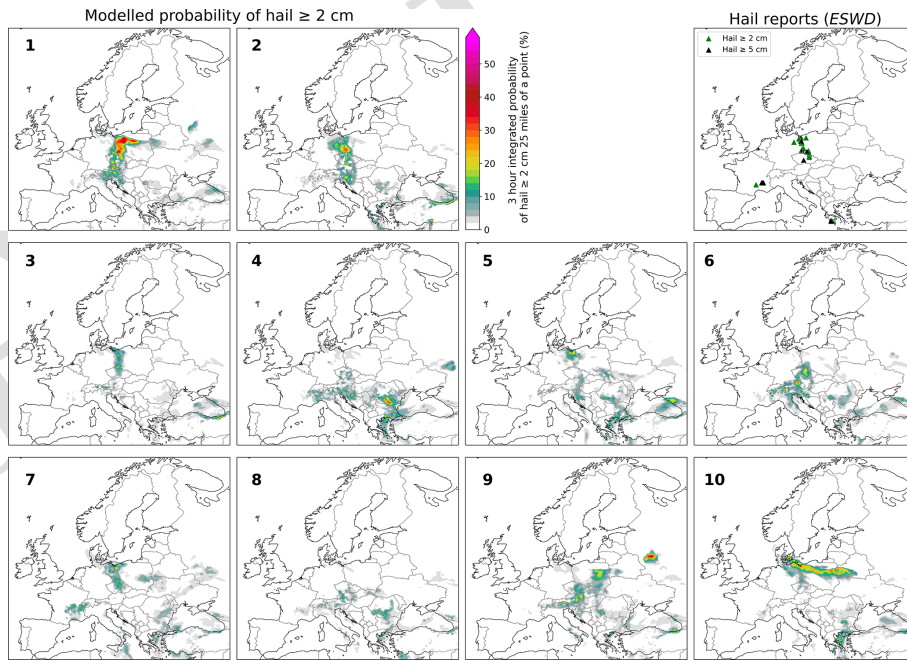 Modelled probability of hail ≥ 2 cm
Hail reports (ESWD)
1
2
50
40
30
20
10
0
3 hour integrated probability
of hail ≥ 2 cm 25 miles of a point (%)
Hail ≥ 2 cm
Hail ≥ 5 cm
3
4
5
6
7
8
9
10